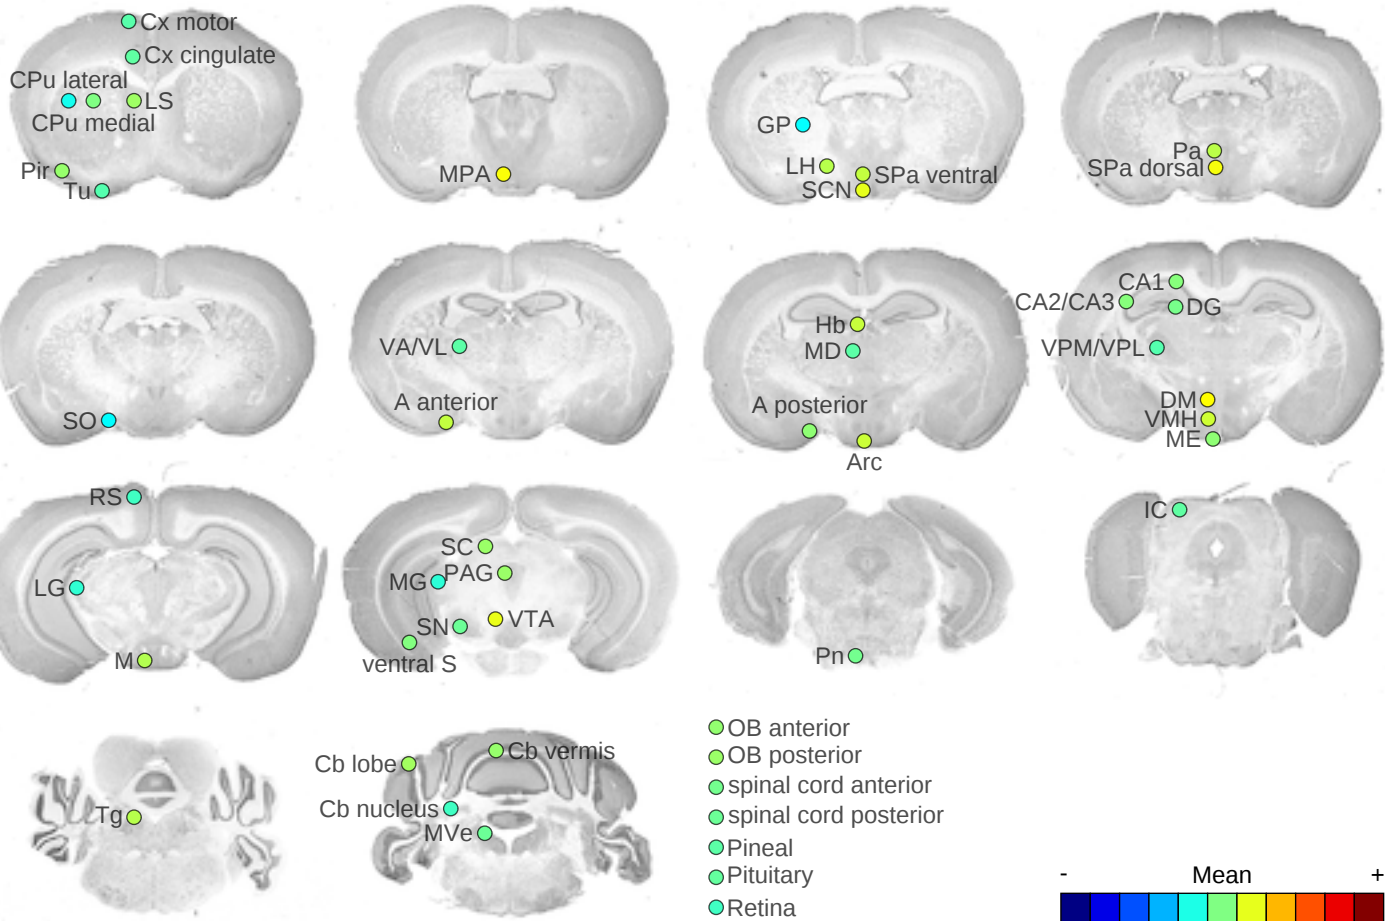 Cx motor
Cx cingulate
CPu lateral
LS
CPu medial
Pir
Tu
MPA
GP
LH
SPa ventral
SCN
Pa
SPa dorsal
SO
VA/VL
A anterior
Hb
MD
A posterior
Arc
CA1
CA2/CA3
DG
VPM/VPL
DM
VMH
ME
RS
LG
M
SC
MG
PAG
SN
VTA
ventral S
Pn
IC
Tg
Cb lobe
Cb vermis
Cb nucleus
MVe
OB anterior
OB posterior
spinal cord anterior
spinal cord posterior
Pineal
Pituitary
Retina
- Mean +